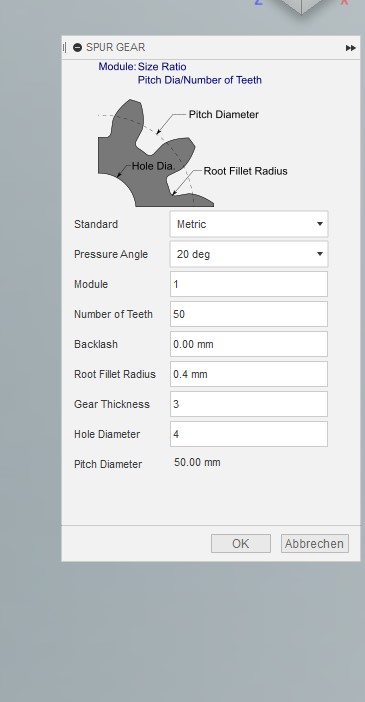 Z X
SPUR GEAR
Module: Size Ratio
Pitch Dia/Number of Teeth
Pitch Diameter
Hole Dia.
Root Fillet Radius
Standard Metric
Pressure Angle 20 deg
Module 1
Number of Teeth 50
Backlash 0.00 mm
Root Fillet Radius 0.4 mm
Gear Thickness 3
Hole Diameter 4
Pitch Diameter 50.00 mm
OK Abbrechen